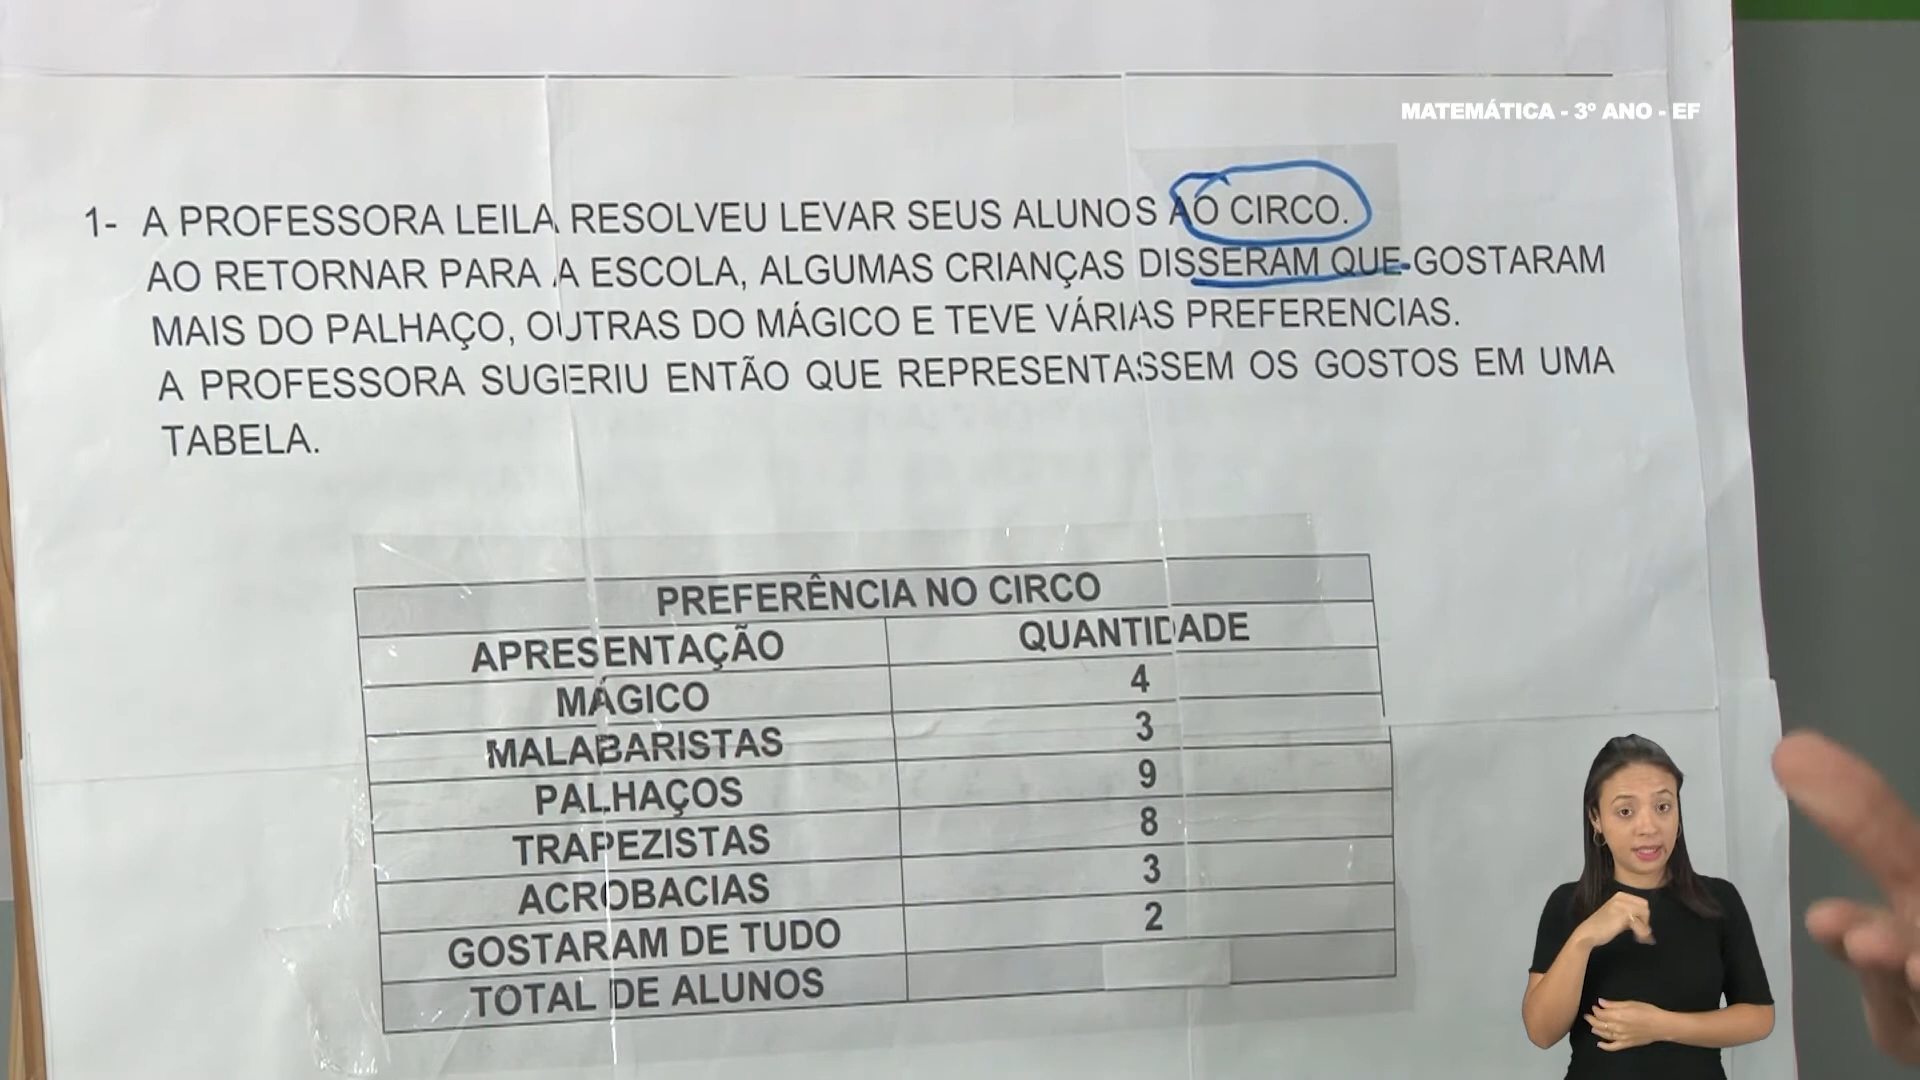 MATEMÁTICA - 3º ANO - EF
1- A PROFESSORA LEILA RESOLVEU LEVAR SEUS ALUNOS AO CIRCO.
AO RETORNAR PARA A ESCOLA, ALGUMAS CRIANÇAS DISSERAM QUE GOSTARAM
MAIS DO PALHAÇO, OUTRAS DO MÁGICO E TEVE VÁRIAS PREFERENCIAS.
A PROFESSORA SUGERIU ENTÃO QUE REPRESENTASSEM OS GOSTOS EM UMA
TABELA.
PREFERÊNCIA NO CIRCO
APRESENTAÇÃO QUANTIDADE
MÁGICO 4
MALABARISTAS 3
PALHAÇOS 9
TRAPEZISTAS 8
ACROBACIAS 3
GOSTARAM DE TUDO 2
TOTAL DE ALUNOS